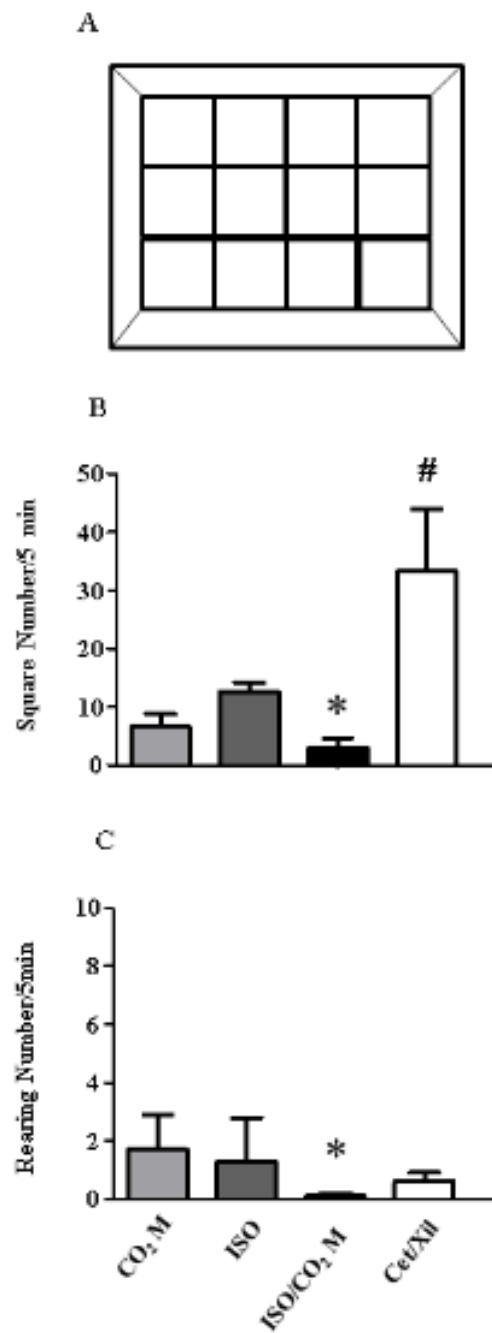 A
B
Square Number/5 min
50
40
30
20
10
0
*
#
C
Rearing Number/5min
10
8
6
4
2
0
*
CO₂ M
ISO
ISO/CO₂ M
Cet/Xil